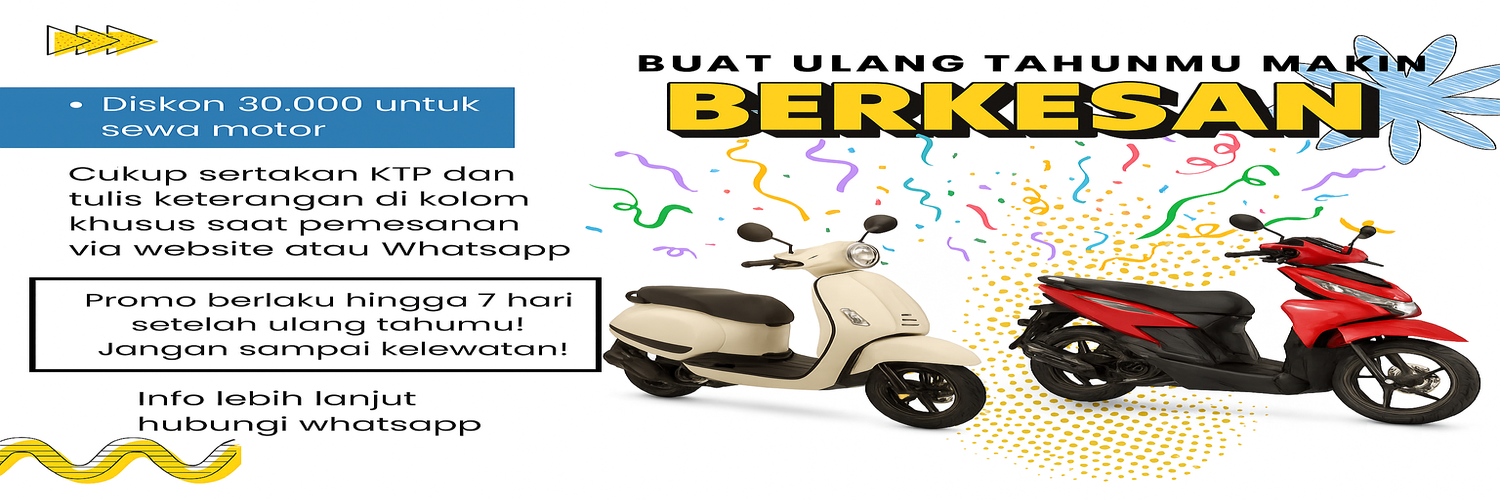 BUAT ULANG TAHUNMU MAKIN
BERKESAN
• Diskon 30.000 untuk
sewa motor
Cukup sertakan KTP dan
tulis keterangan di kolom
khusus saat pemesanan
via website atau Whatsapp
Promo berlaku hingga 7 hari
setelah ulang tahumu!
Jangan sampai kelewatan!
Info lebih lanjut
hubungi whatsapp